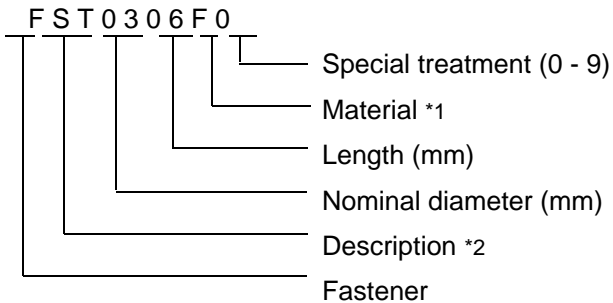 F S T 0 3 0 6 F 0
Special treatment (0 - 9)
Material *1
Length (mm)
Nominal diameter (mm)
Description *2
Fastener